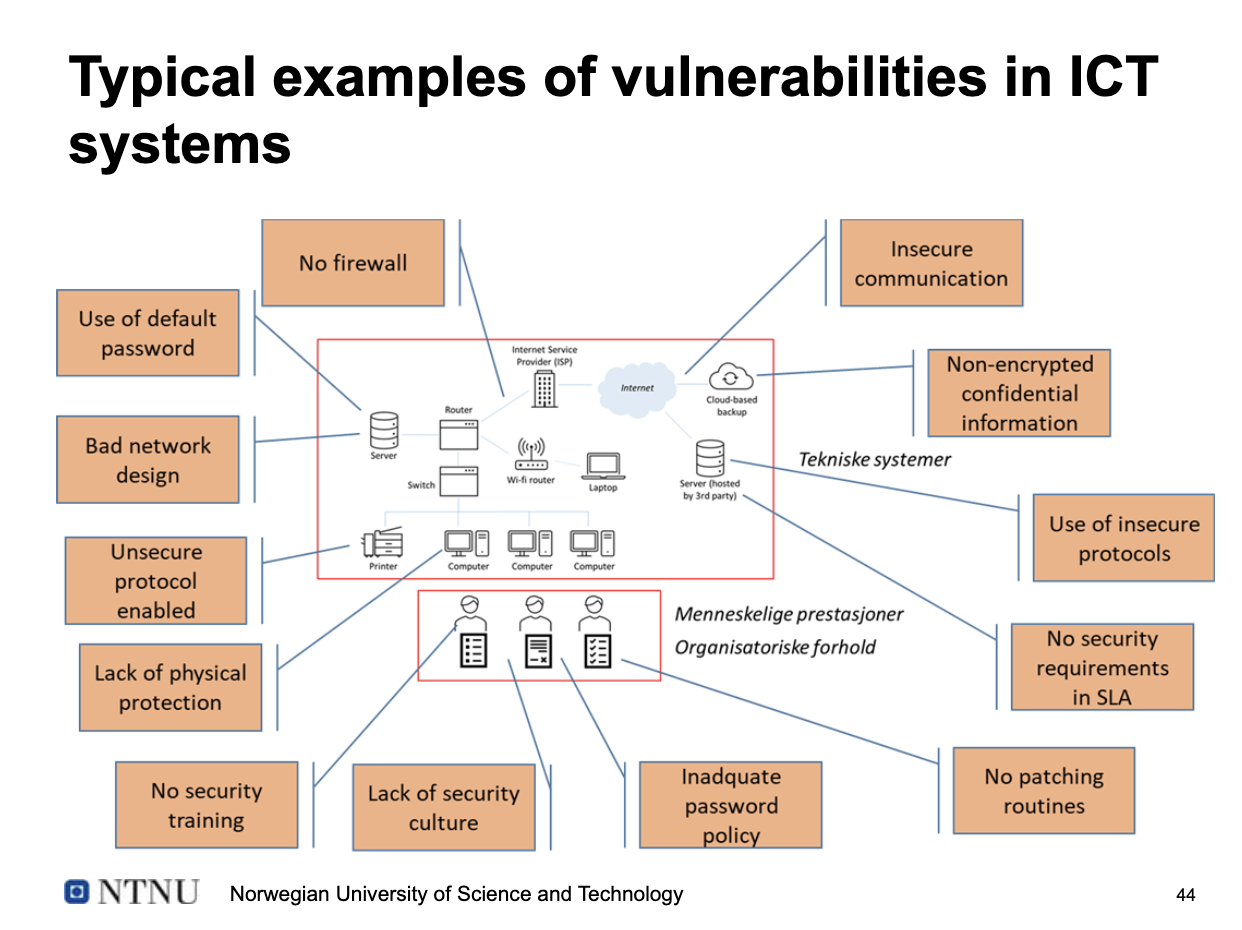 Typical examples of vulnerabilities in ICT
systems
No firewall
Insecure
communication
Use of default
password
Non-encrypted
confidential
information
Bad network
design
Internet Service
Provider (ISP)
Internet
Cloud-based
backup
Router
Server
Wi-fi router
Laptop
Switch
Server (hosted
by 3rd party)
Tekniske systemer
Use of insecure
protocols
Unsecure
protocol
enabled
Printer
Computer
Computer
Computer
Menneskelige prestasjoner
Organisatoriske forhold
No security
requirements
in SLA
Lack of physical
protection
No security
training
Lack of security
culture
Inadquate
password
policy
No patching
routines
NTNU
Norwegian University of Science and Technology
44